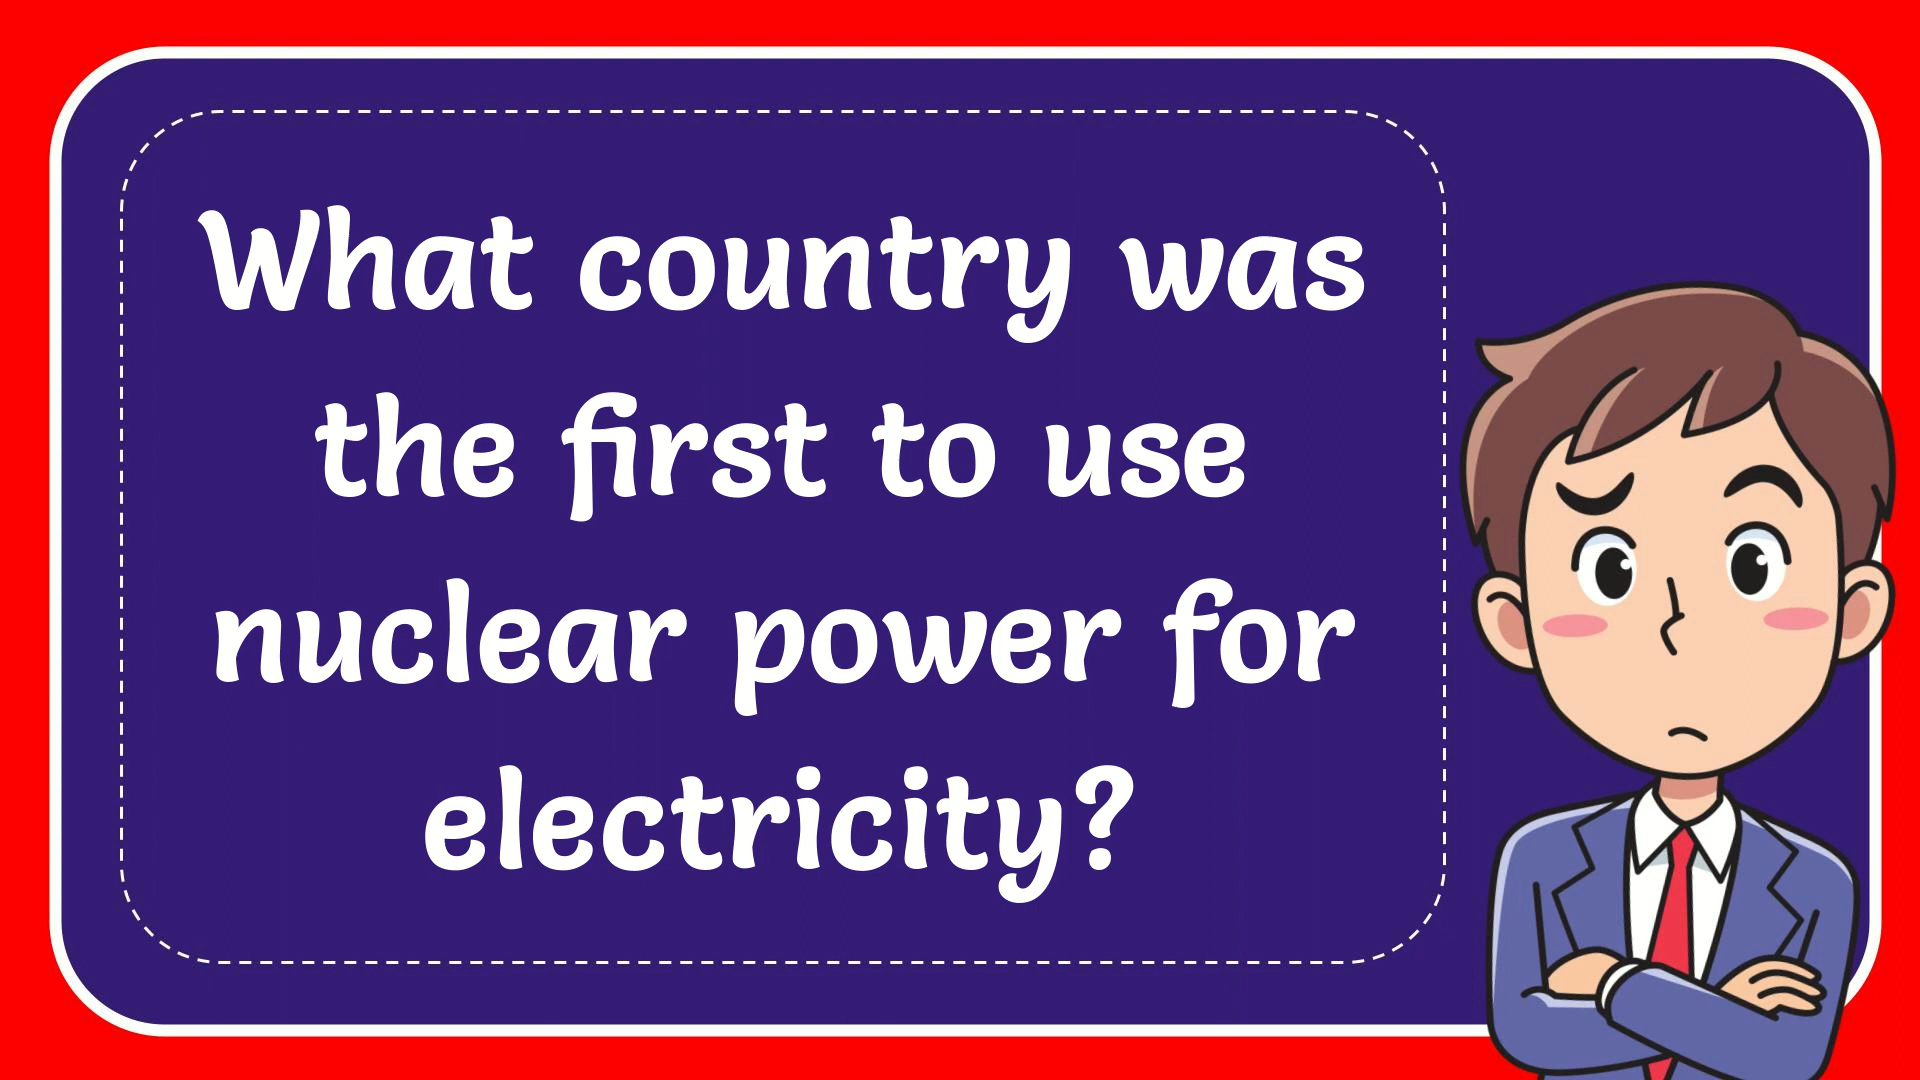 What country was
the first to use
nuclear power for
electricity?